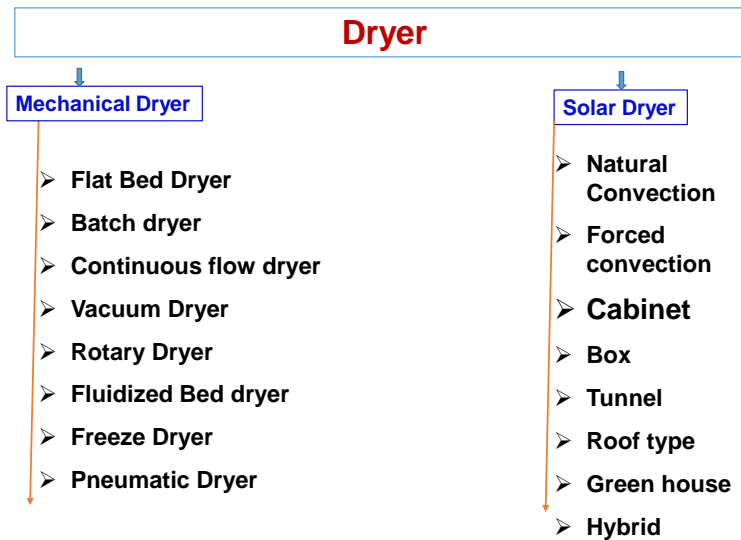 Dryer
Mechanical Dryer
➢ Flat Bed Dryer
➢ Batch dryer
➢ Continuous flow dryer
➢ Vacuum Dryer
➢ Rotary Dryer
➢ Fluidized Bed dryer
➢ Freeze Dryer
➢ Pneumatic Dryer
Solar Dryer
➢ Natural
Convection
➢ Forced
convection
➢ Cabinet
➢ Box
➢ Tunnel
➢ Roof type
➢ Green house
➢ Hybrid